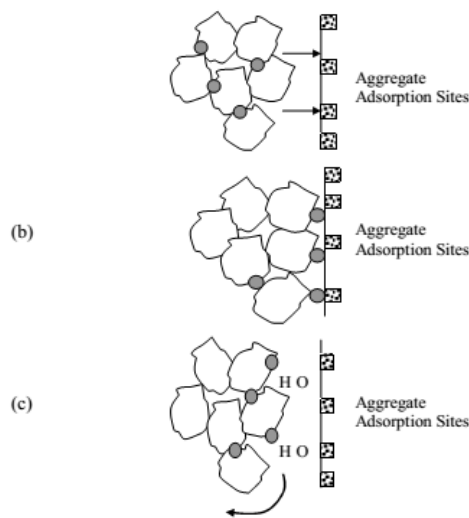 Aggregate
Adsorption Sites
(b)
Aggregate
Adsorption Sites
H O
(c)
Aggregate
Adsorption Sites
H O